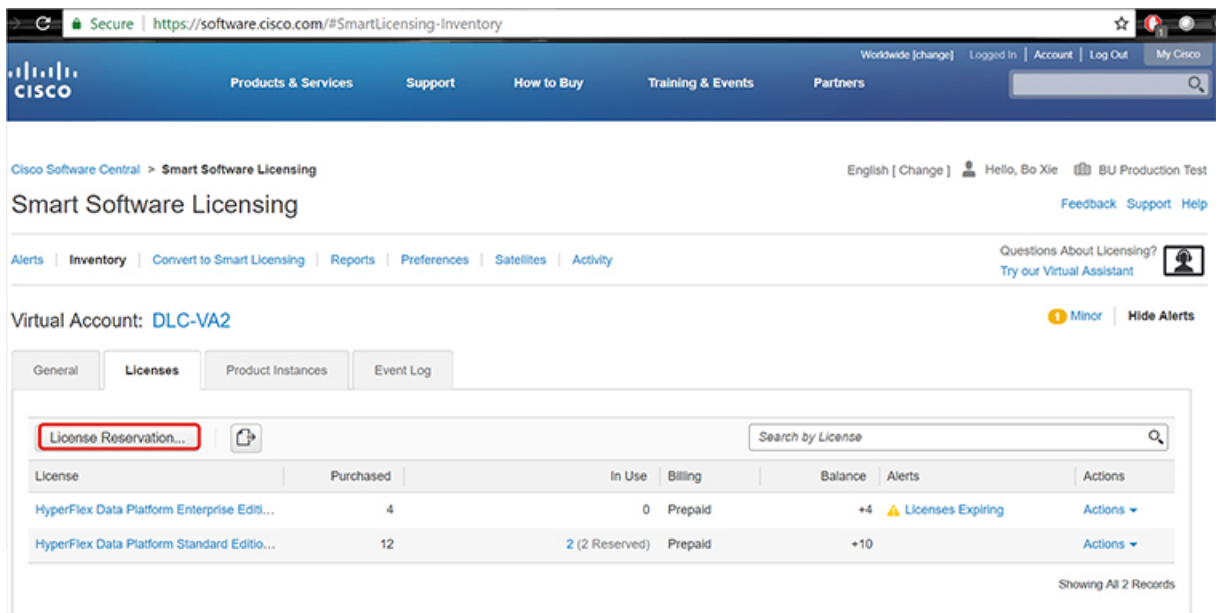 Secure | https://software.cisco.com/#SmartLicensing-Inventory
1
Worldwide [change] Logged In | Account | Log Out My Cisco
CISCO
Products & Services Support How to Buy Training & Events Partners
Cisco Software Central > Smart Software Licensing English [ Change ] Hello, Bo Xie BU Production Test
Smart Software Licensing
Feedback Support Help
Alerts | Inventory | Convert to Smart Licensing | Reports | Preferences | Satellites | Activity
Questions About Licensing?
Try our Virtual Assistant
Virtual Account: DLC-VA2
1 Minor | Hide Alerts
General Licenses Product Instances Event Log
License Reservation...
Search by License
License Purchased In Use Billing Balance Alerts Actions
HyperFlex Data Platform Enterprise Editi... 4 0 Prepaid +4 Licenses Expiring Actions
HyperFlex Data Platform Standard Editio... 12 2 (2 Reserved) Prepaid +10 Actions
Showing All 2 Records